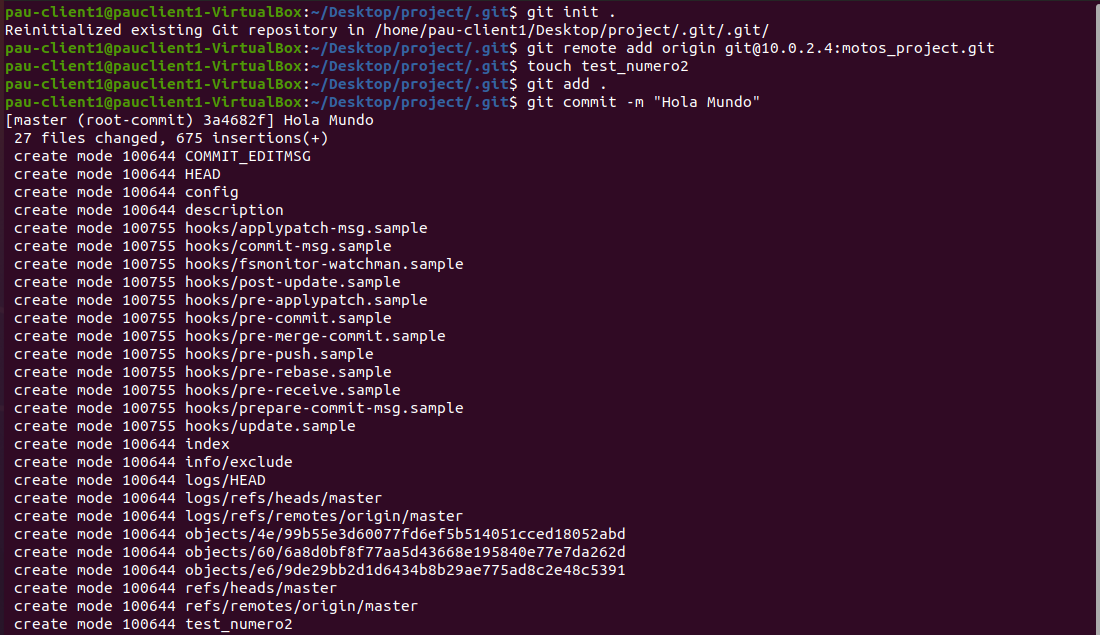 pau-client1@pauclient1-VirtualBox:~/Desktop/project/.git$ git init .
Reinitialized existing Git repository in /home/pau-client1/Desktop/project/.git/.git/
pau-client1@pauclient1-VirtualBox:~/Desktop/project/.git$ git remote add origin git@10.0.2.4:motos_project.git
pau-client1@pauclient1-VirtualBox:~/Desktop/project/.git$ touch test_numero2
pau-client1@pauclient1-VirtualBox:~/Desktop/project/.git$ git add .
pau-client1@pauclient1-VirtualBox:~/Desktop/project/.git$ git commit -m "Hola Mundo"
[master (root-commit) 3a4682f] Hola Mundo
 27 files changed, 675 insertions(+)
 create mode 100644 COMMIT_EDITMSG
 create mode 100644 HEAD
 create mode 100644 config
 create mode 100644 description
 create mode 100755 hooks/applypatch-msg.sample
 create mode 100755 hooks/commit-msg.sample
 create mode 100755 hooks/fsmonitor-watchman.sample
 create mode 100755 hooks/post-update.sample
 create mode 100755 hooks/pre-applypatch.sample
 create mode 100755 hooks/pre-commit.sample
 create mode 100755 hooks/pre-merge-commit.sample
 create mode 100755 hooks/pre-push.sample
 create mode 100755 hooks/pre-rebase.sample
 create mode 100755 hooks/pre-receive.sample
 create mode 100755 hooks/prepare-commit-msg.sample
 create mode 100755 hooks/update.sample
 create mode 100644 index
 create mode 100644 info/exclude
 create mode 100644 logs/HEAD
 create mode 100644 logs/refs/heads/master
 create mode 100644 logs/refs/remotes/origin/master
 create mode 100644 objects/4e/99b55e3d60077fd6ef5b514051cced18052abd
 create mode 100644 objects/60/6a8d0bf8f77aa5d43668e195840e77e7da262d
 create mode 100644 objects/e6/9de29bb2d1d6434b8b29ae775ad8c2e48c5391
 create mode 100644 refs/heads/master
 create mode 100644 refs/remotes/origin/master
 create mode 100644 test_numero2